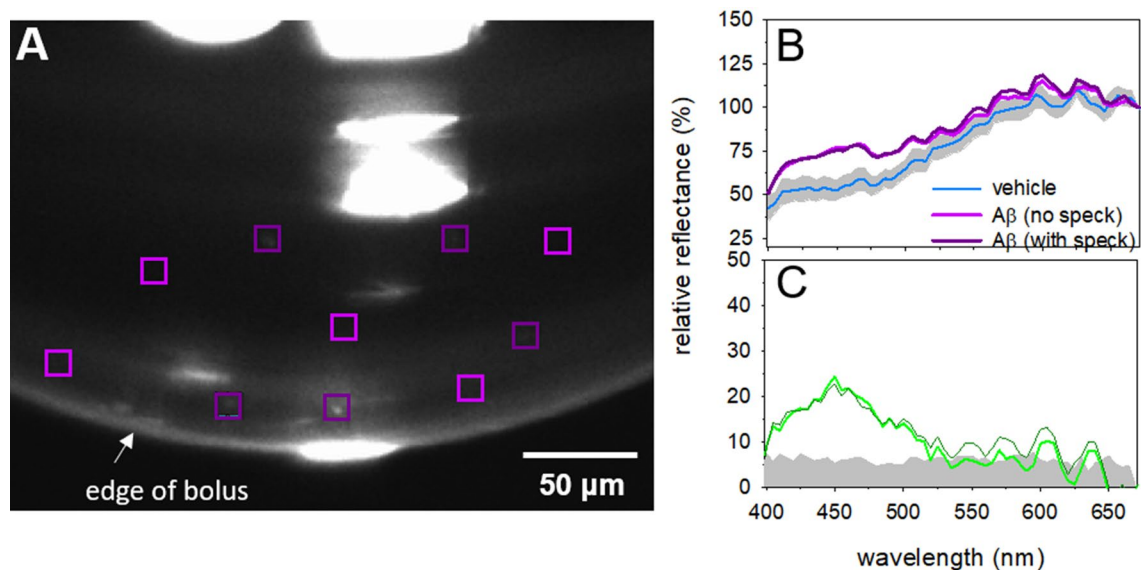 A
edge of bolus
50 µm
B
150
125
100
75
50
25
vehicle
Aβ (no speck)
Aβ (with speck)
C
50
40
30
20
10
0
relative reflectance (%)
400
450
500
550
600
650
wavelength (nm)